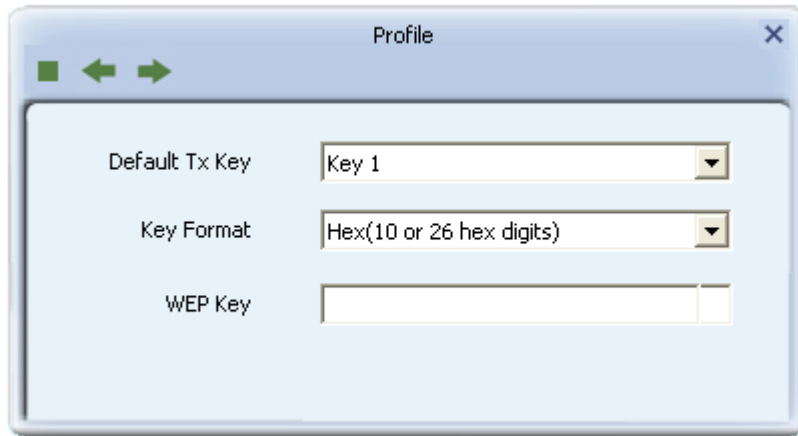 Profile
Default Tx Key Key 1
Key Format Hex(10 or 26 hex digits)
WEP Key